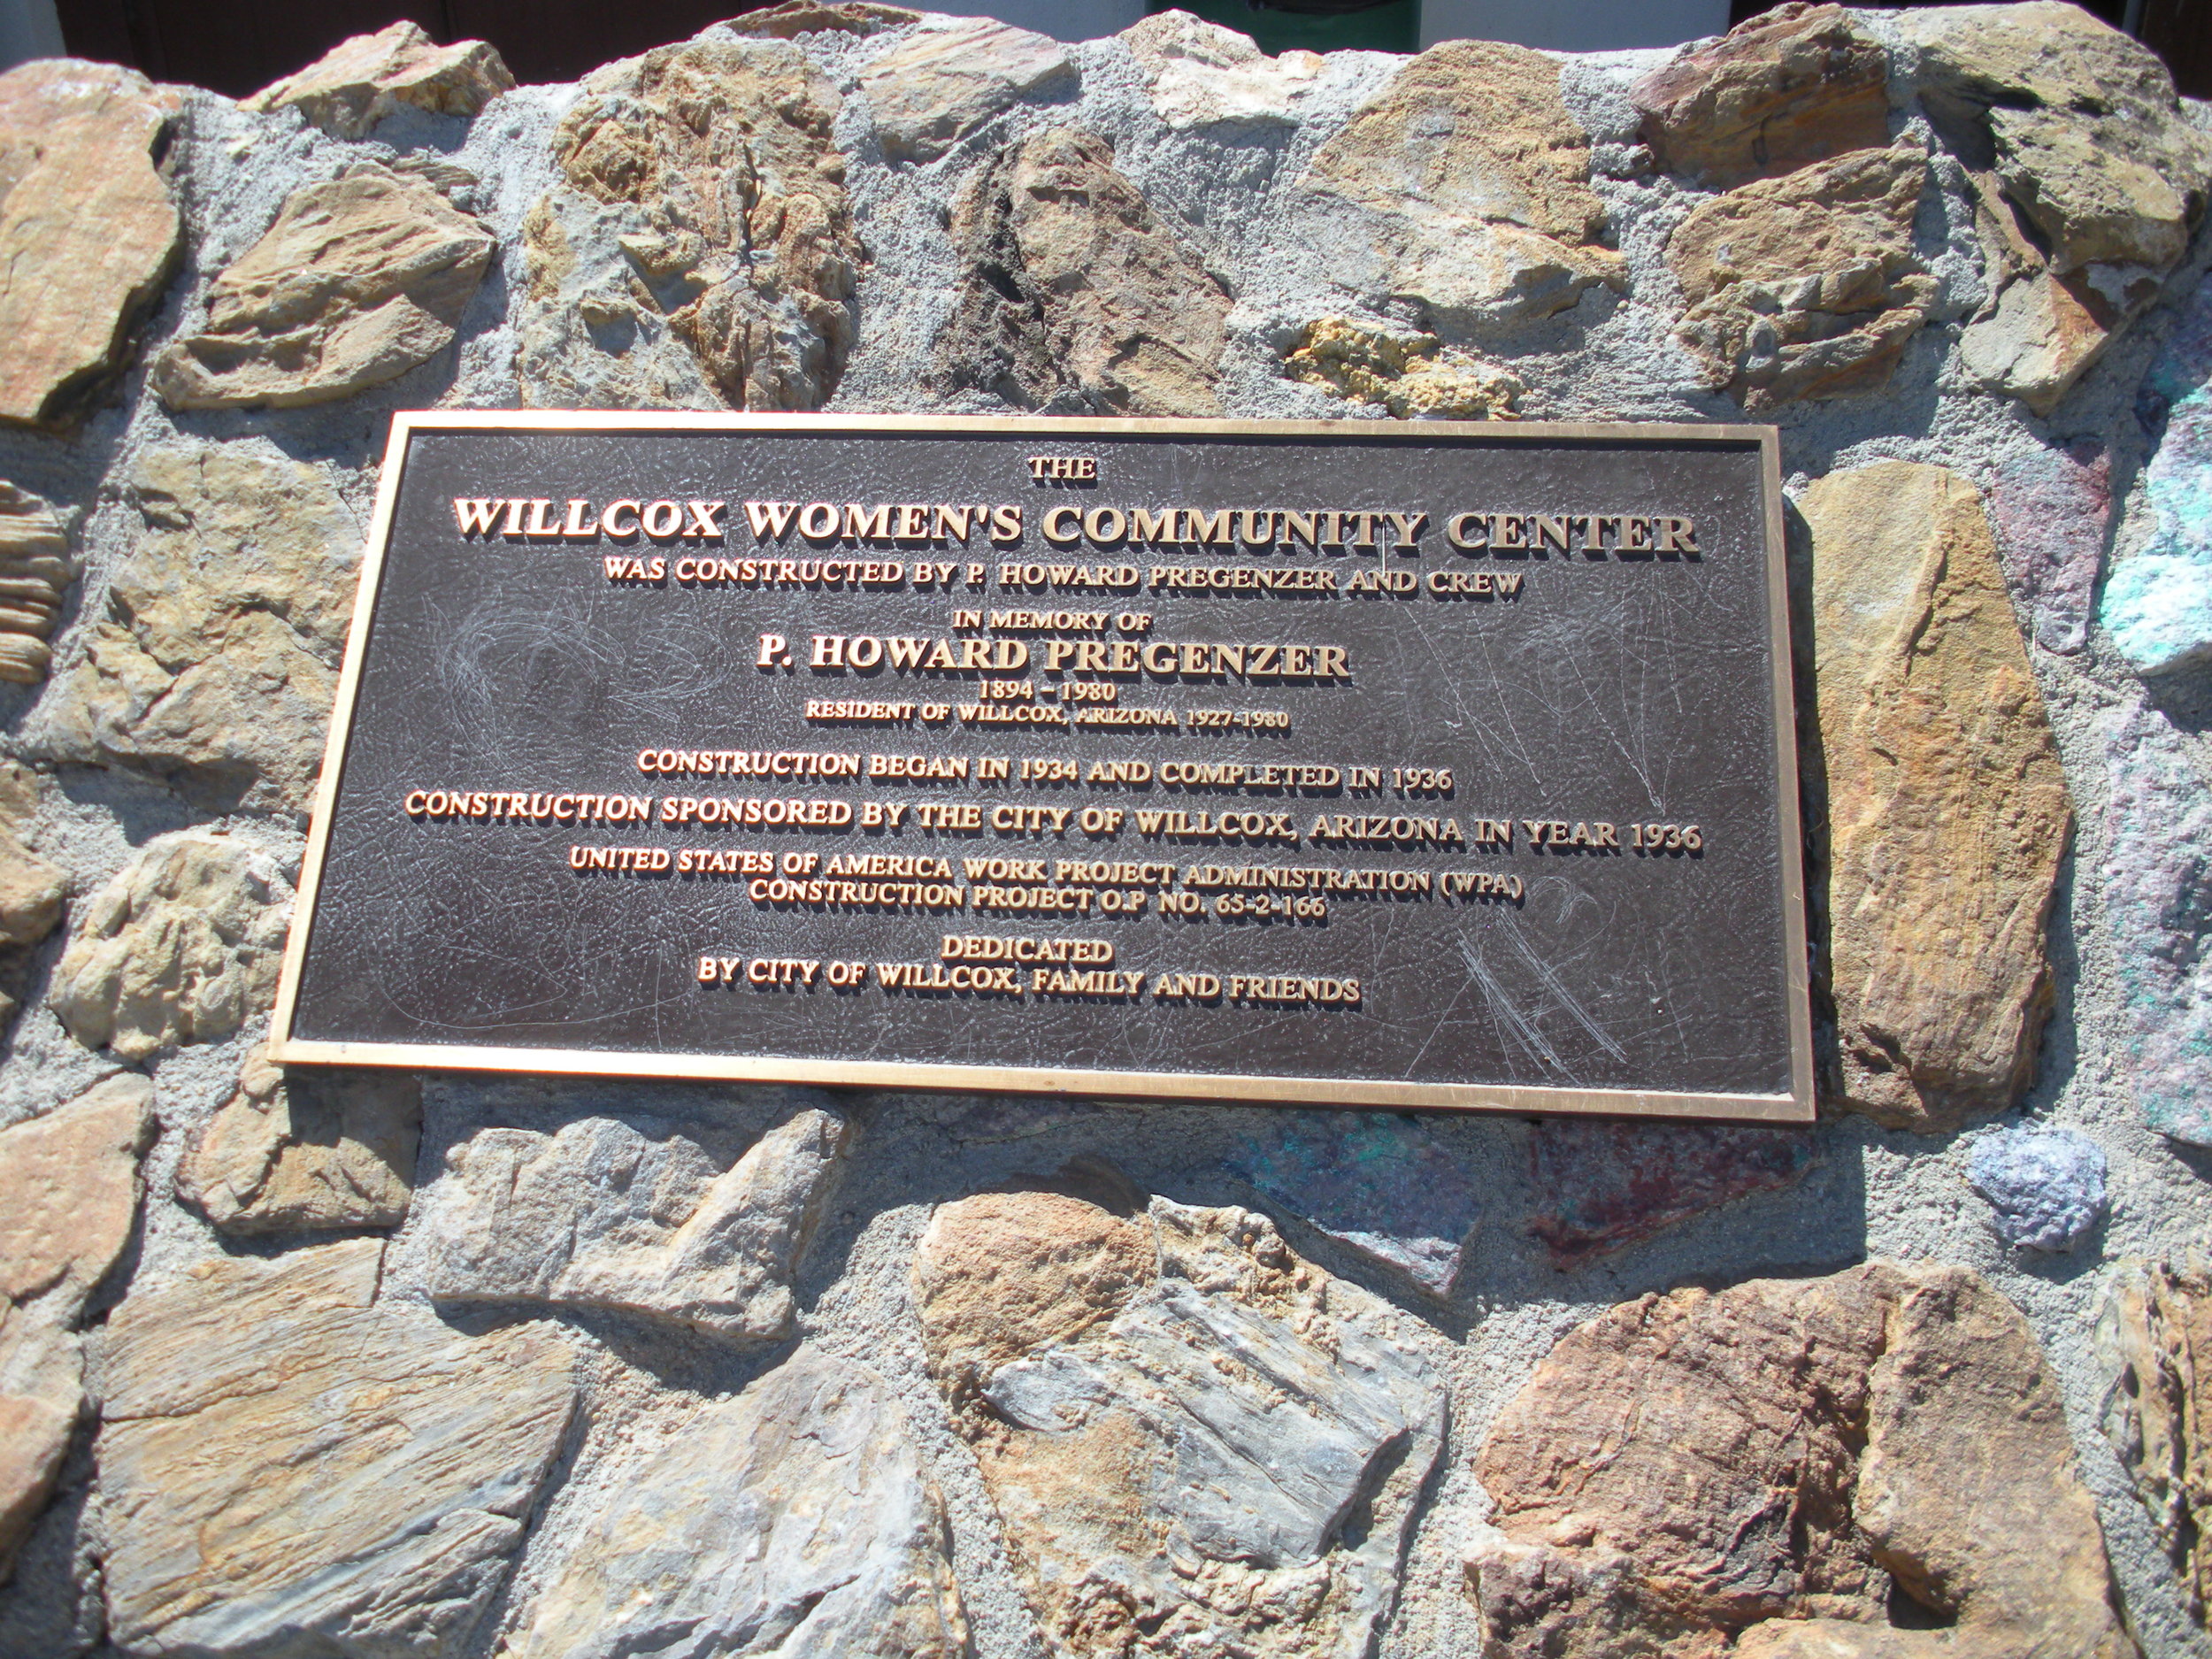 THE
WILLCOX WOMEN'S COMMUNITY CENTER
WAS CONSTRUCTED BY P. HOWARD PREGENZER AND CREW
IN MEMORY OF
P. HOWARD PREGENZER
1894 - 1980
RESIDENT OF WILLCOX, ARIZONA 1927-1980
CONSTRUCTION BEGAN IN 1934 AND COMPLETED IN 1936
CONSTRUCTION SPONSORED BY THE CITY OF WILLCOX, ARIZONA IN YEAR 1936
UNITED STATES OF AMERICA WORK PROJECT ADMINISTRATION (WPA)
CONSTRUCTION PROJECT O.P NO. 65-2-166
DEDICATED
BY CITY OF WILLCOX, FAMILY AND FRIENDS